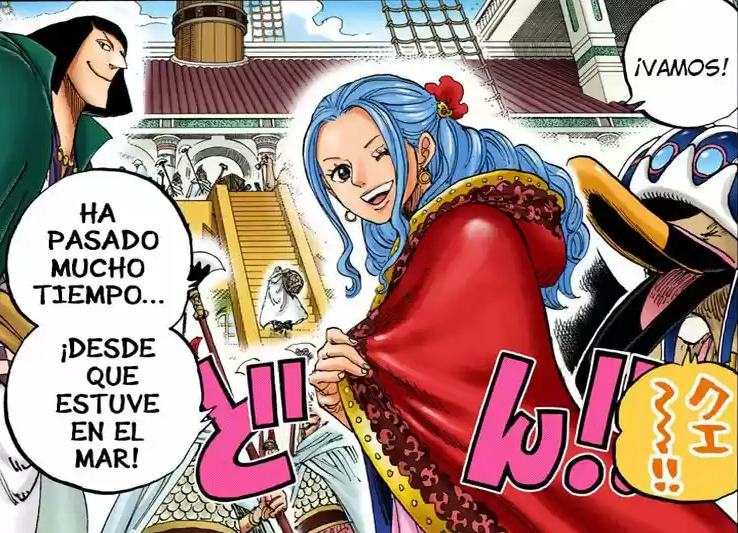 ¡VAMOS!
HA
PASADO
MUCHO
TIEMPO...
¡DESDE
QUE
ESTUVE
EN EL
MAR!
どん!!
クエ
〜〜!!